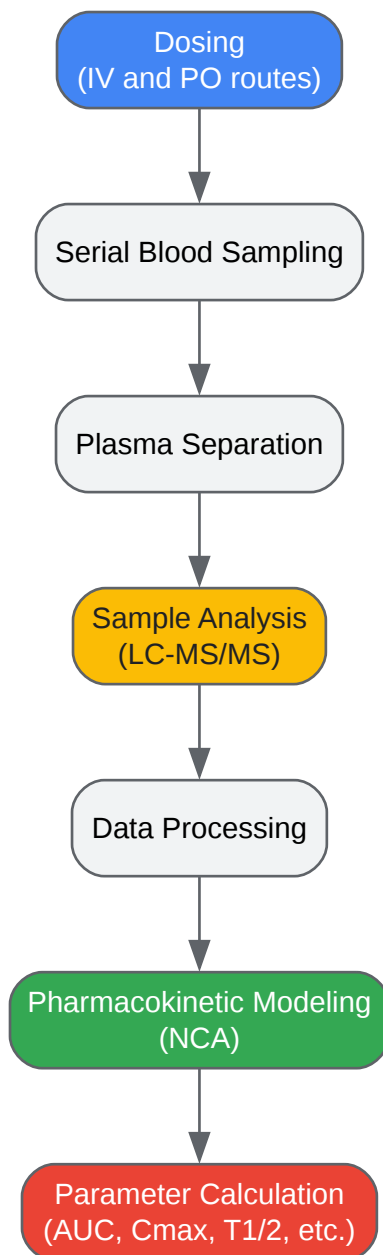 Dosing
(IV and PO routes)
Serial Blood Sampling
Plasma Separation
Sample Analysis
(LC-MS/MS)
Data Processing
Pharmacokinetic Modeling
(NCA)
Parameter Calculation
(AUC, Cmax, T1/2, etc.)